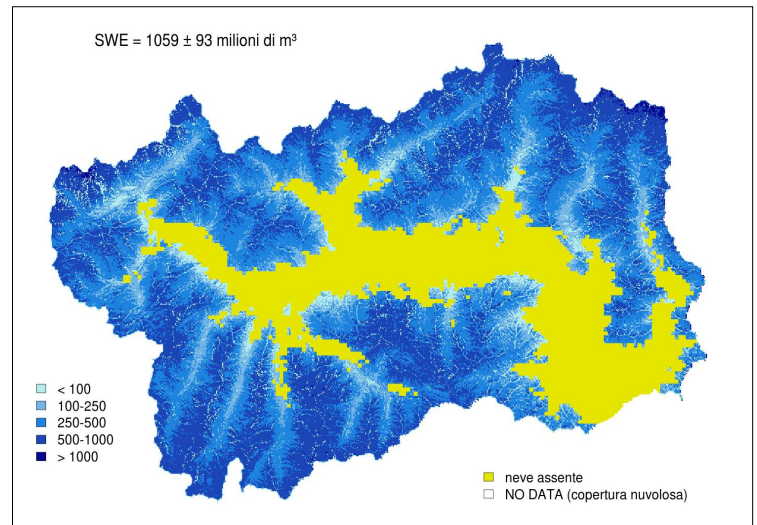 SWE = 1059 ± 93 milioni di m³
< 100
100-250
250-500
500-1000
> 1000
neve assente
NO DATA (copertura nuvolosa)